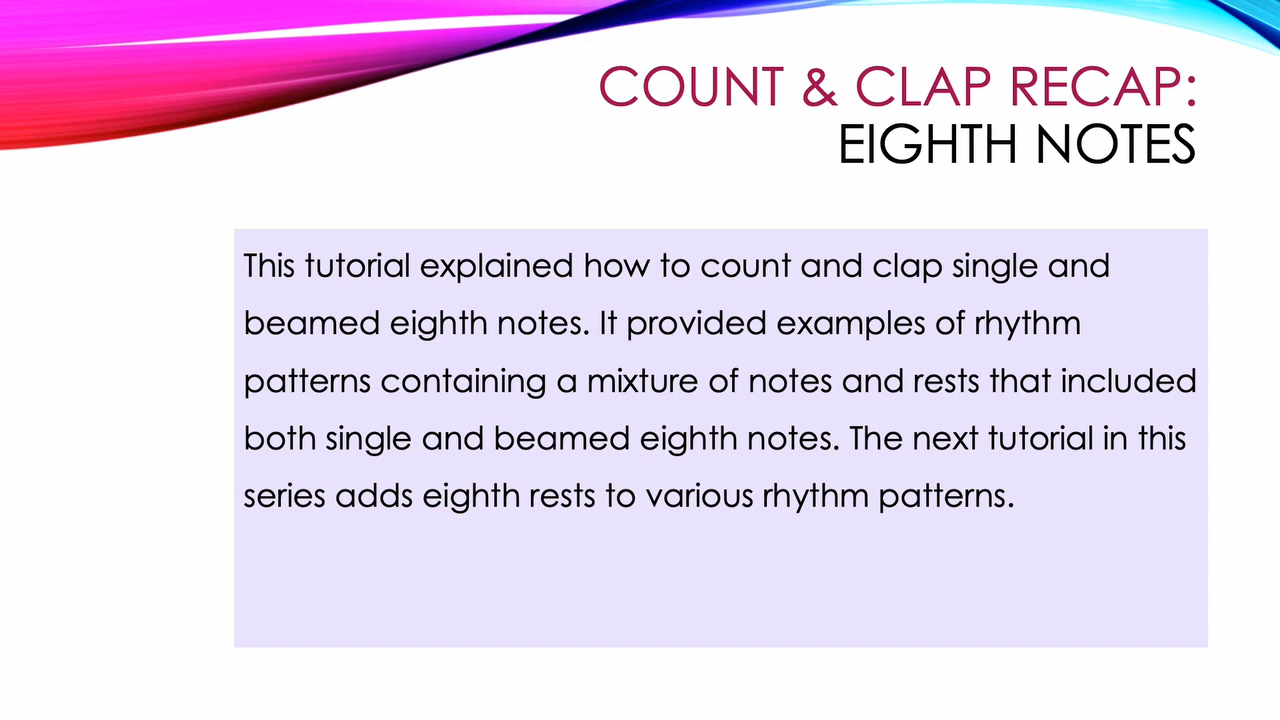 COUNT & CLAP RECAP:
EIGHTH NOTES
This tutorial explained how to count and clap single and
beamed eighth notes. It provided examples of rhythm
patterns containing a mixture of notes and rests that included
both single and beamed eighth notes. The next tutorial in this
series adds eighth rests to various rhythm patterns.